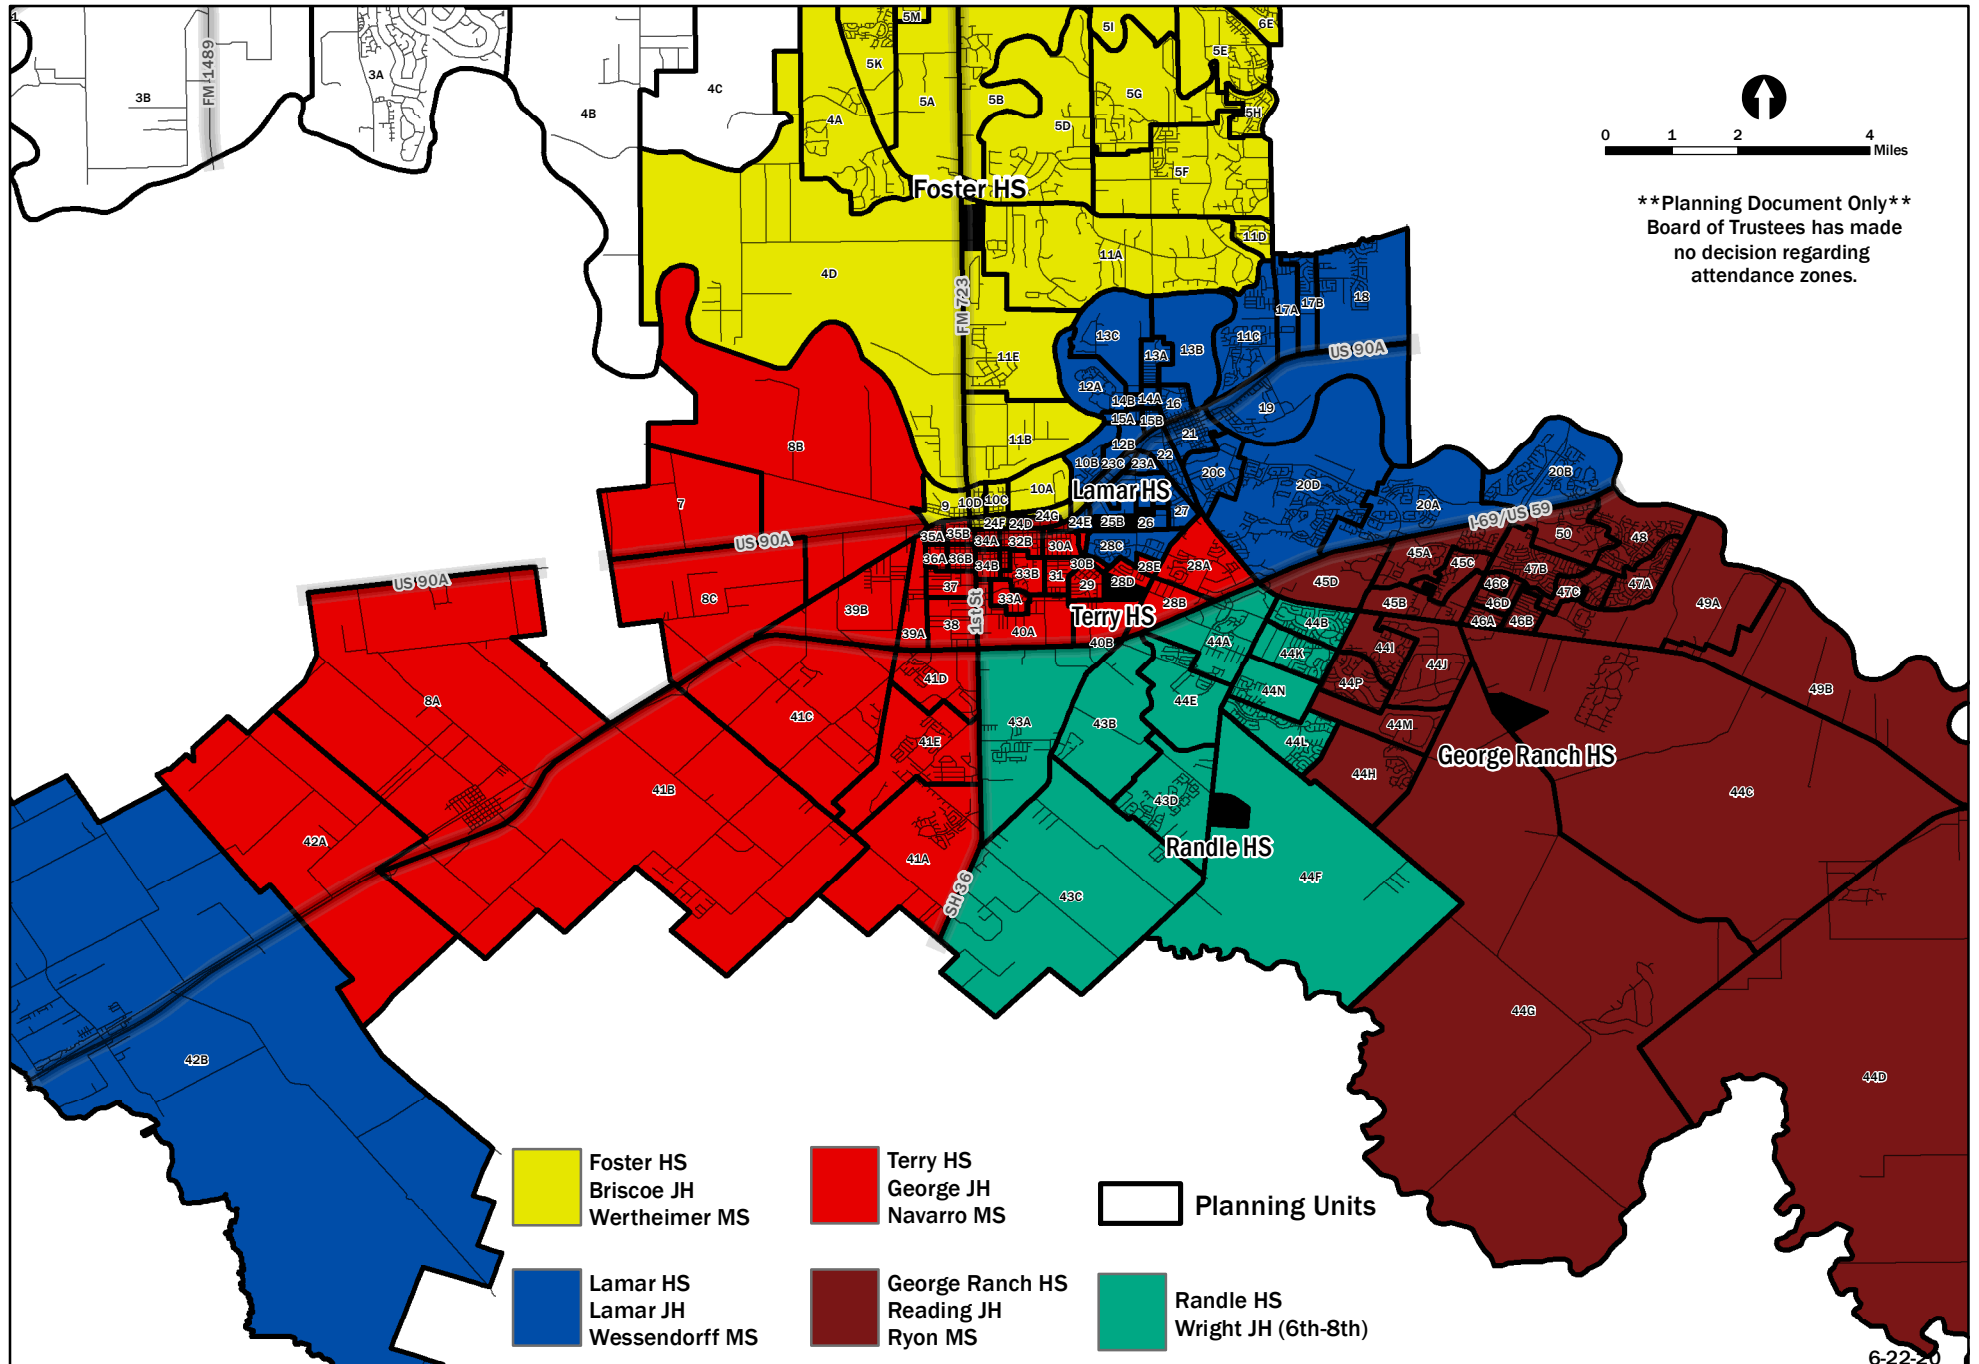 1
3B
FM 1489
3A
4B
4C
5M
5K
5A
4A
5B
5D
5I
5G
5E
6E
5H
5F
0 1 2 4
Miles
**Planning Document Only**
Board of Trustees has made
no decision regarding
attendance zones.
Foster HS
4D
FM 723
11A
11D
11E
11B
13C
13A
13B
11C
17A
17B
18
US 90A
12A
14B
14A
16
15A
15B
19
21
12B
22
10B
23C
23A
20C
20D
20A
20B
Lamar HS
I-69/US 59
8B
7
9
10D
10C
10A
24F
24D
24G
24E
25B
26
27
US 90A
35A
35B
34A
32B
30A
28C
36A
36B
34B
33B
31
30B
29
28D
28E
28A
37
33A
28B
38
40A
40B
39A
39B
8C
1st St
Terry HS
US 90A
45D
45A
45C
45B
50
48
47B
47A
47C
46C
46D
46A
46B
49A
49B
44A
44B
44K
44N
44E
44L
44I
44J
44P
44M
44H
George Ranch HS
44C
8A
41C
41D
41E
43A
43B
43D
Randle HS
42A
41B
41A
SH 36
43C
44F
44G
44D
42B
Foster HS
Briscoe JH
Wertheimer MS
Terry HS
George JH
Navarro MS
Planning Units
Lamar HS
Lamar JH
Wessendorff MS
George Ranch HS
Reading JH
Ryon MS
Randle HS
Wright JH (6th-8th)
6-22-20